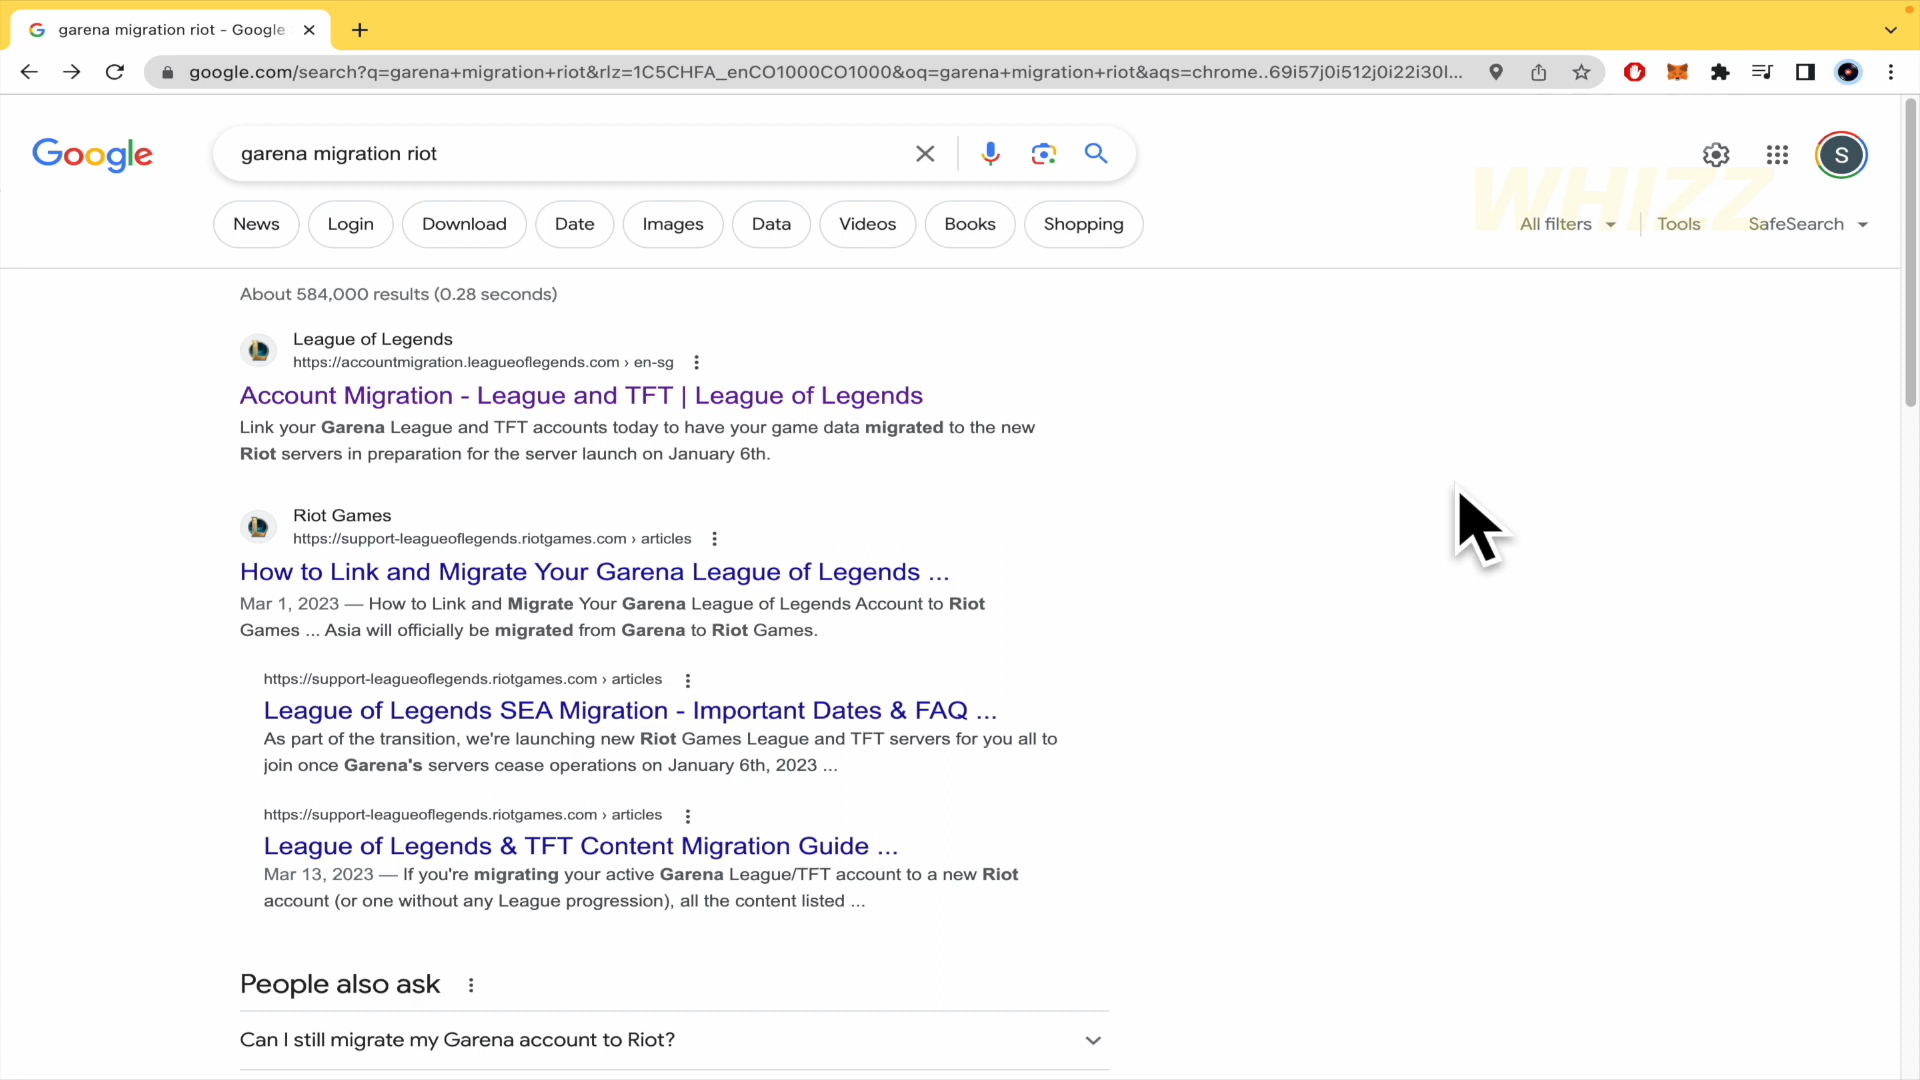 garena migration riot - Google
google.com/search?q=garena+migration+riot&rlz=1C5CHFA_enCO1000CO1000&oq=garena+migration+riot&aqs=chrome..69i57j0i512j0i22i30l...
Google
garena migration riot
S
WHIZZ
News
Login
Download
Date
Images
Data
Videos
Books
Shopping
All filters
Tools
SafeSearch
About 584,000 results (0.28 seconds)
League of Legends
https://accountmigration.leagueoflegends.com › en-sg
Account Migration - League and TFT | League of Legends
Link your Garena League and TFT accounts today to have your game data migrated to the new
Riot servers in preparation for the server launch on January 6th.
Riot Games
https://support-leagueoflegends.riotgames.com › articles
How to Link and Migrate Your Garena League of Legends ...
Mar 1, 2023 — How to Link and Migrate Your Garena League of Legends Account to Riot
Games ... Asia will officially be migrated from Garena to Riot Games.
https://support-leagueoflegends.riotgames.com › articles
League of Legends SEA Migration - Important Dates & FAQ ...
As part of the transition, we're launching new Riot Games League and TFT servers for you all to
join once Garena's servers cease operations on January 6th, 2023 ...
https://support-leagueoflegends.riotgames.com › articles
League of Legends & TFT Content Migration Guide ...
Mar 13, 2023 — If you're migrating your active Garena League/TFT account to a new Riot
account (or one without any League progression), all the content listed ...
People also ask
Can I still migrate my Garena account to Riot?